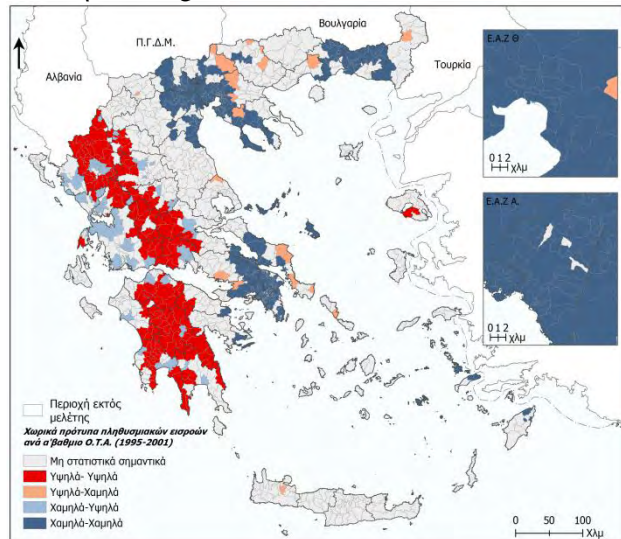 Βουλγαρία
Π.Γ.Δ.Μ.
Αλβανία
Τουρκία
Ε.Α.Ζ Θ
0 1 2
χλμ
Ε.Α.Ζ Α.
0 1 2
χλμ
Περιοχή εκτός
μελέτης
Χωρικά πρότυπα πληθυσμιακών εισροών
ανά α'βαθμιο Ο.Τ.Α. (1995-2001)
Μη στατιστικά σημαντικά
Υψηλά- Υψηλά
Υψηλά-Χαμηλά
Χαμηλά-Υψηλά
Χαμηλά-Χαμηλά
0 50 100
Χλμ